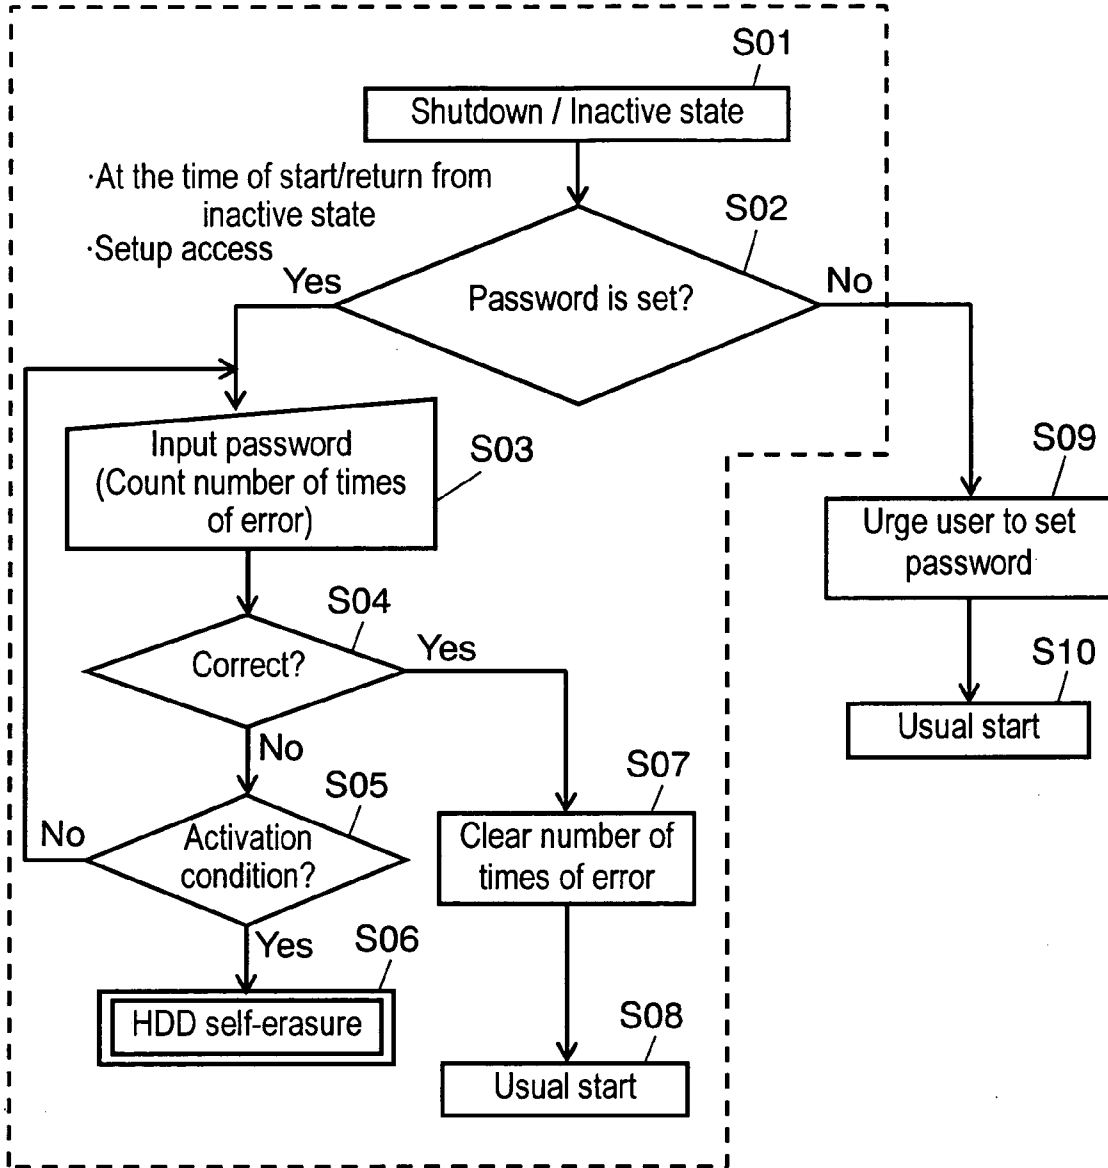 S01
Shutdown / Inactive state
·At the time of start/return from
inactive state
·Setup access
S02
Yes
Password is set?
No
Input password
(Count number of times
of error)
S03
S09
Urge user to set
password
S04
Correct?
Yes
S10
Usual start
No
S05
S07
No
Activation
condition?
Clear number of
times of error
Yes
S06
HDD self-erasure
S08
Usual start